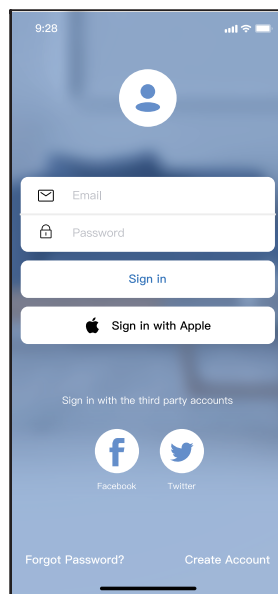 9:28
Email
Password
Sign in
Sign in with Apple
Sign in with the third party accounts
Facebook
Twitter
Forgot Password?
Create Account